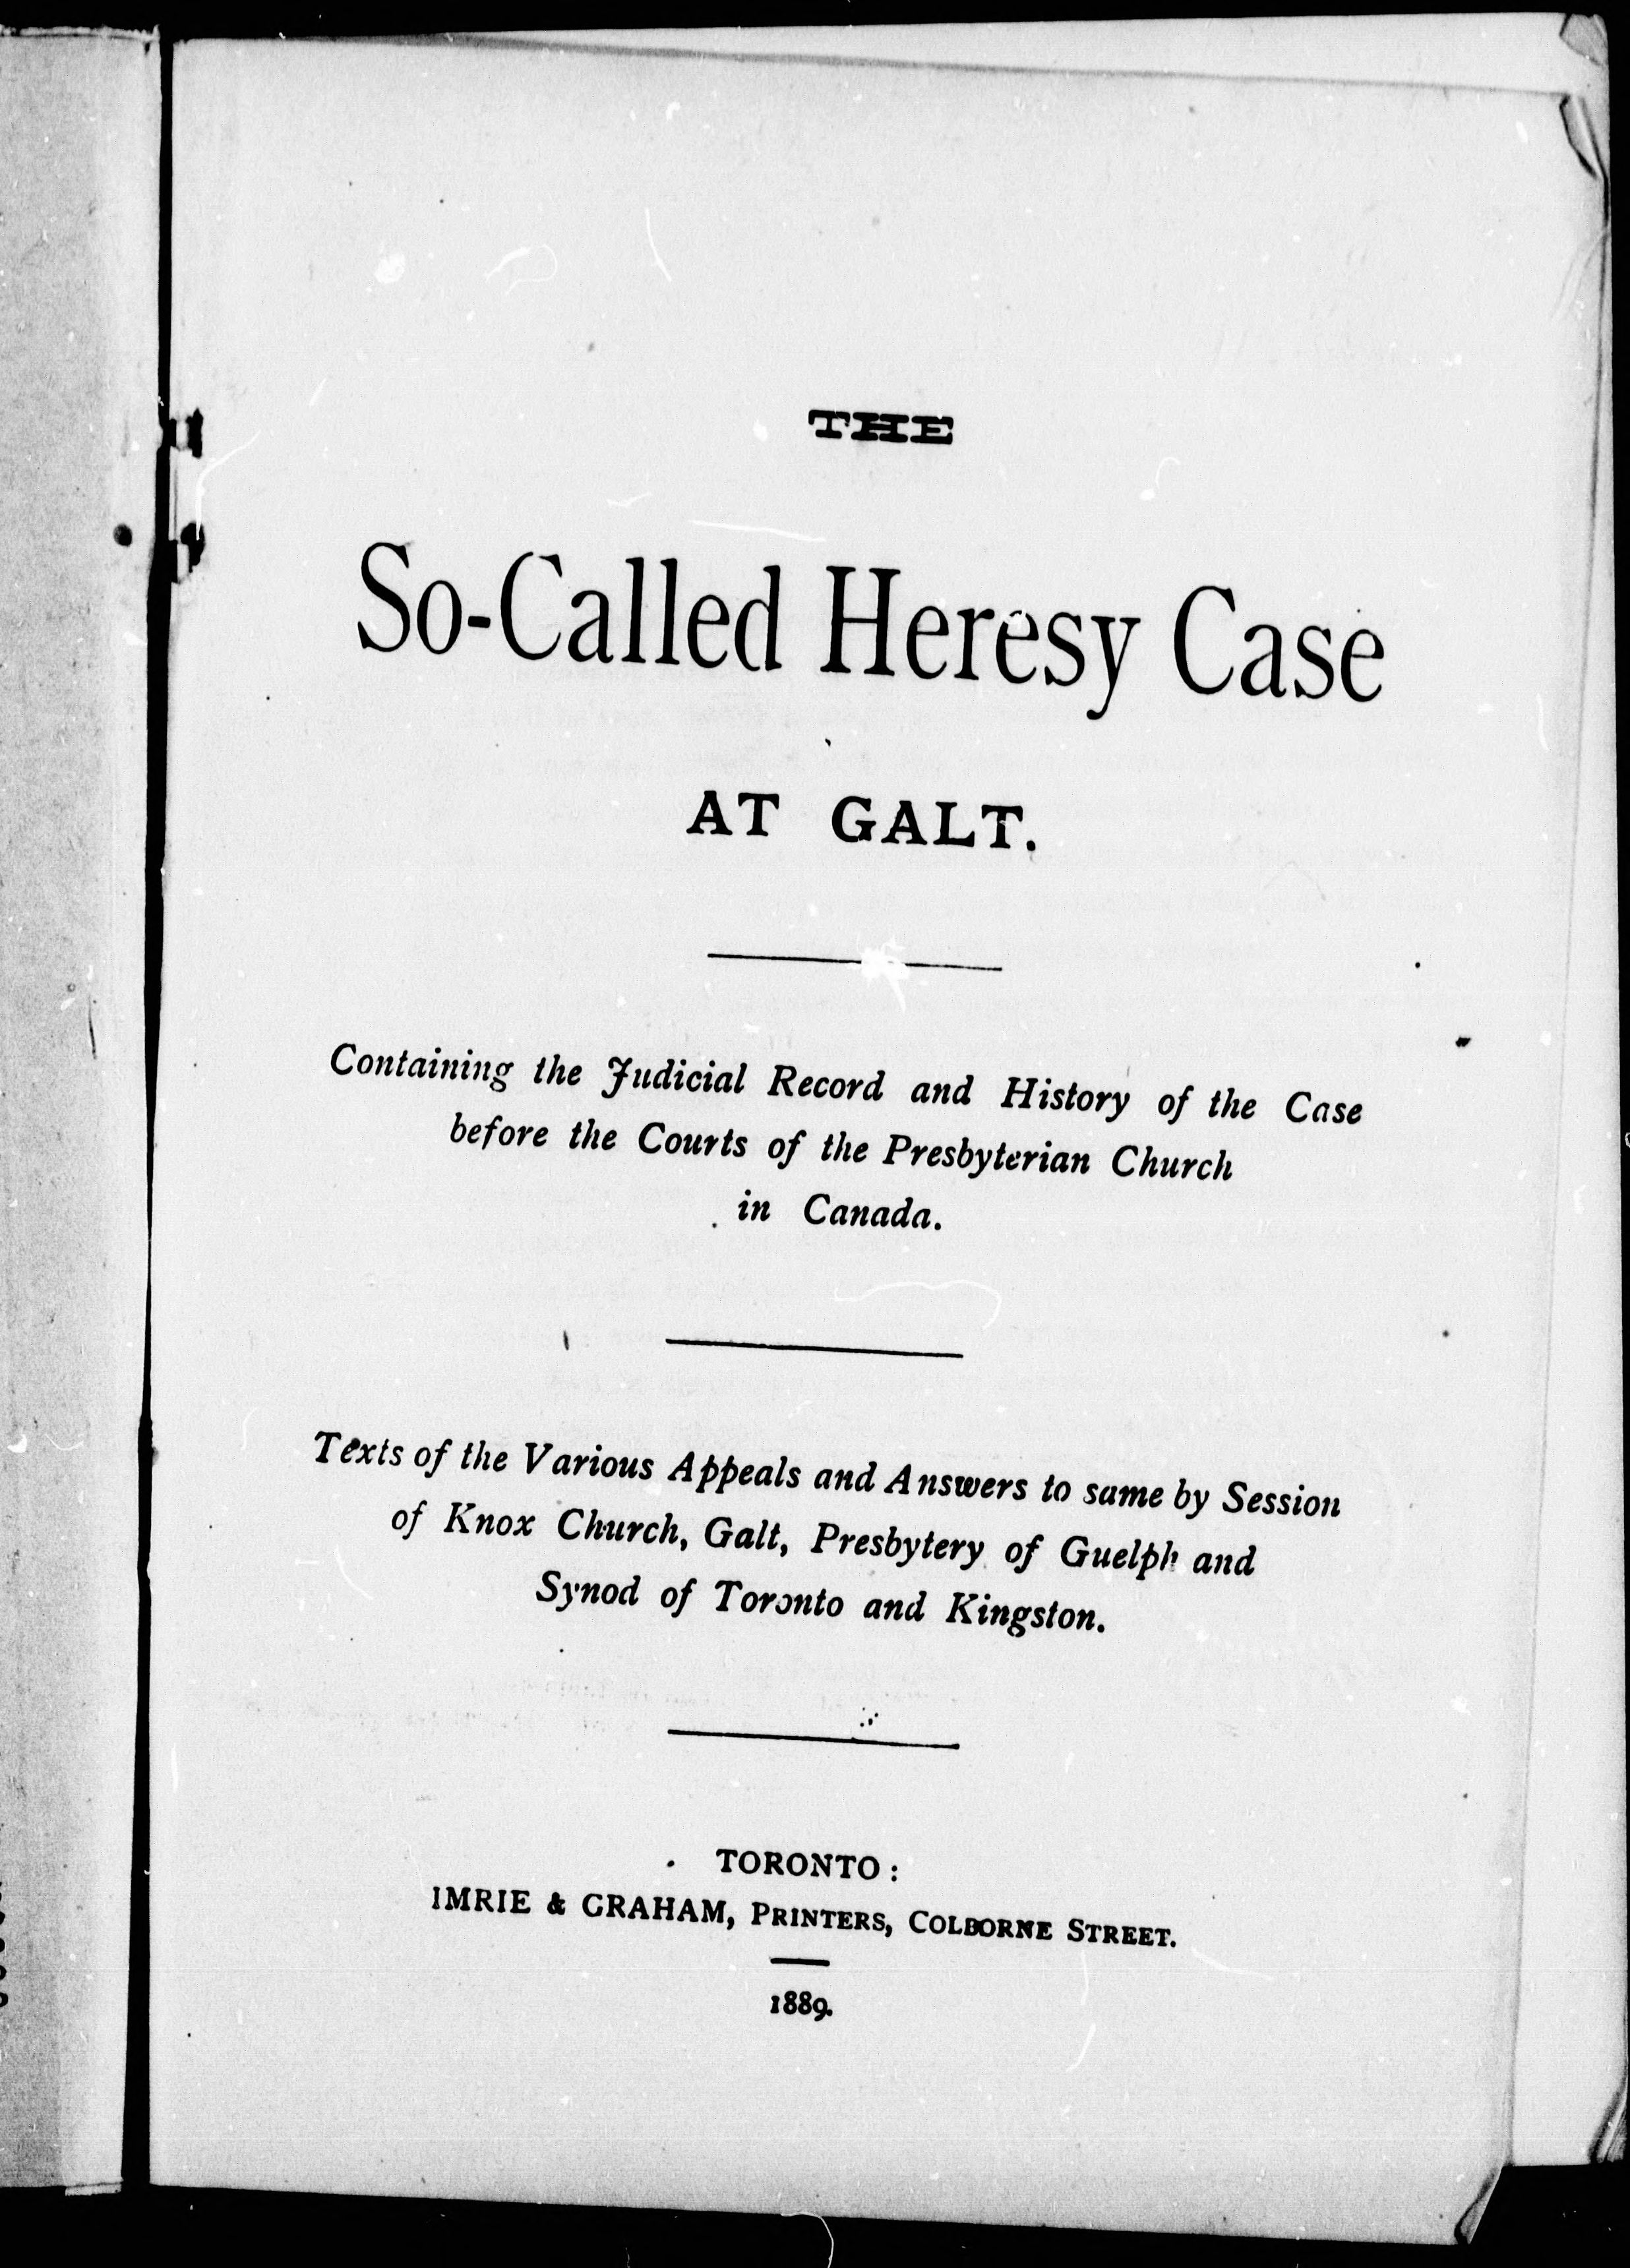 THE
So-Called Heresy Case
AT GALT.
Containing the Judicial Record and History of the Case
before the Courts of the Presbyterian Church
in Canada.
Texts of the Various Appeals and Answers to same by Session
of Knox Church, Galt, Presbytery of Guelph and
Synod of Toronto and Kingston.
TORONTO:
IMRIE & GRAHAM, PRINTERS, COLBORNE STREET.
1889.